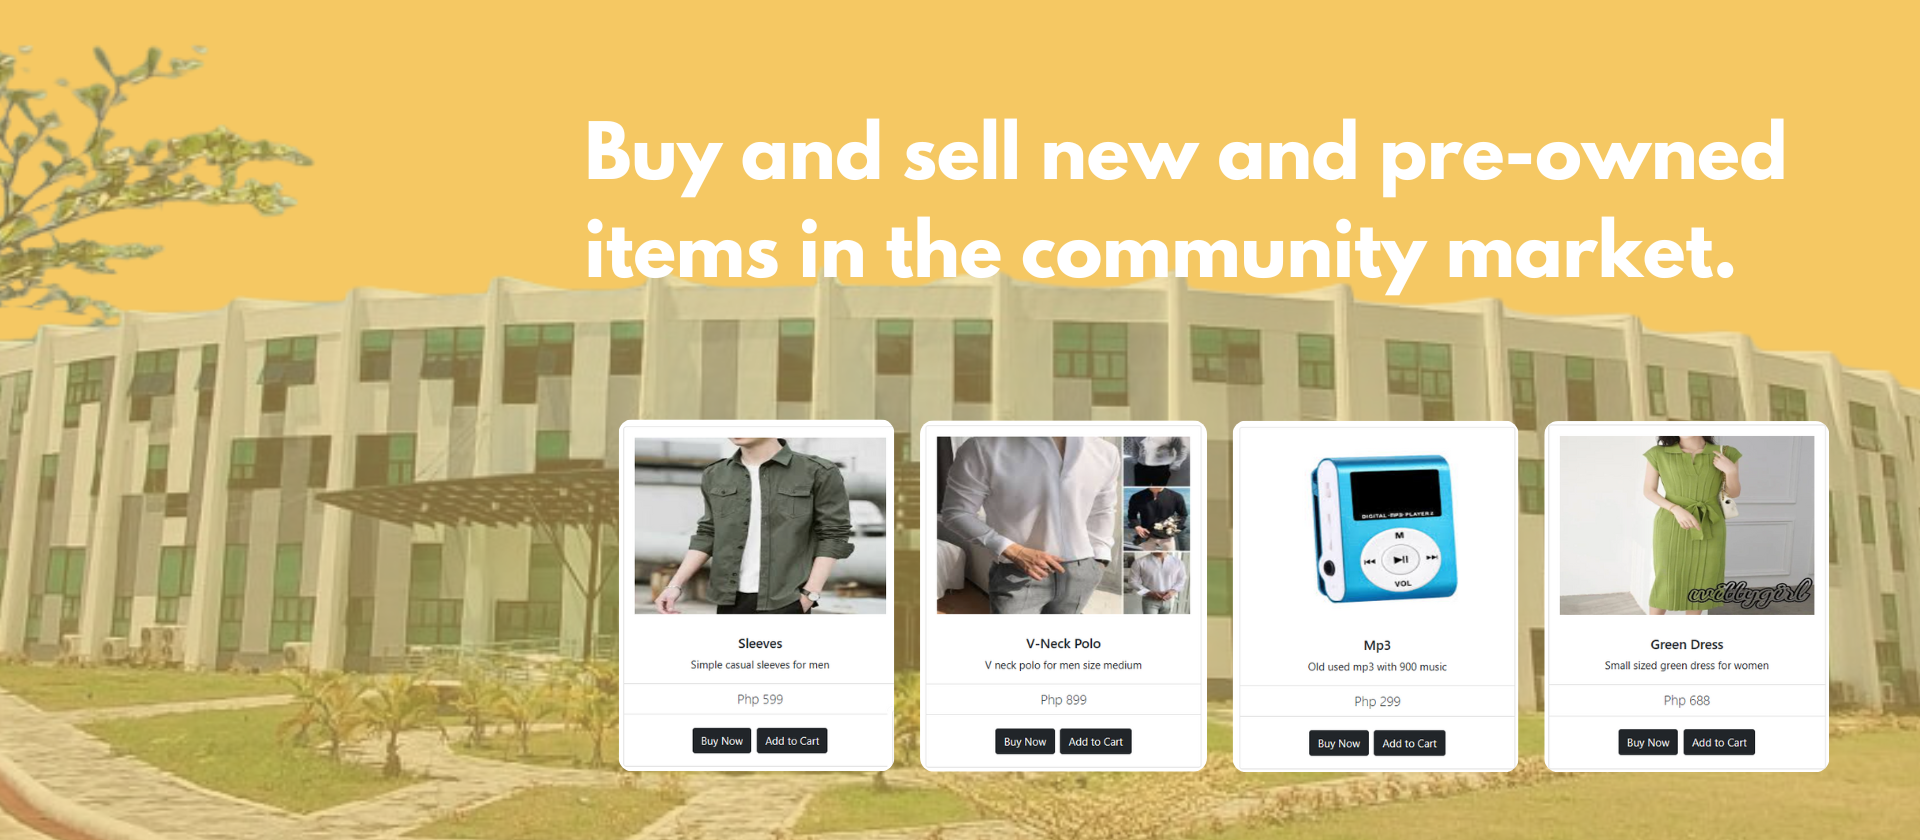 Buy and sell new and pre-owned
items in the community market.
DIGITAL MP3 PLAYER
M
VOL
wittygirl
Sleeves
Simple casual sleeves for men
Php 599
Buy Now Add to Cart
V-Neck Polo
V neck polo for men size medium
Php 899
Buy Now Add to Cart
Mp3
Old used mp3 with 900 music
Php 299
Buy Now Add to Cart
Green Dress
Small sized green dress for women
Php 688
Buy Now Add to Cart